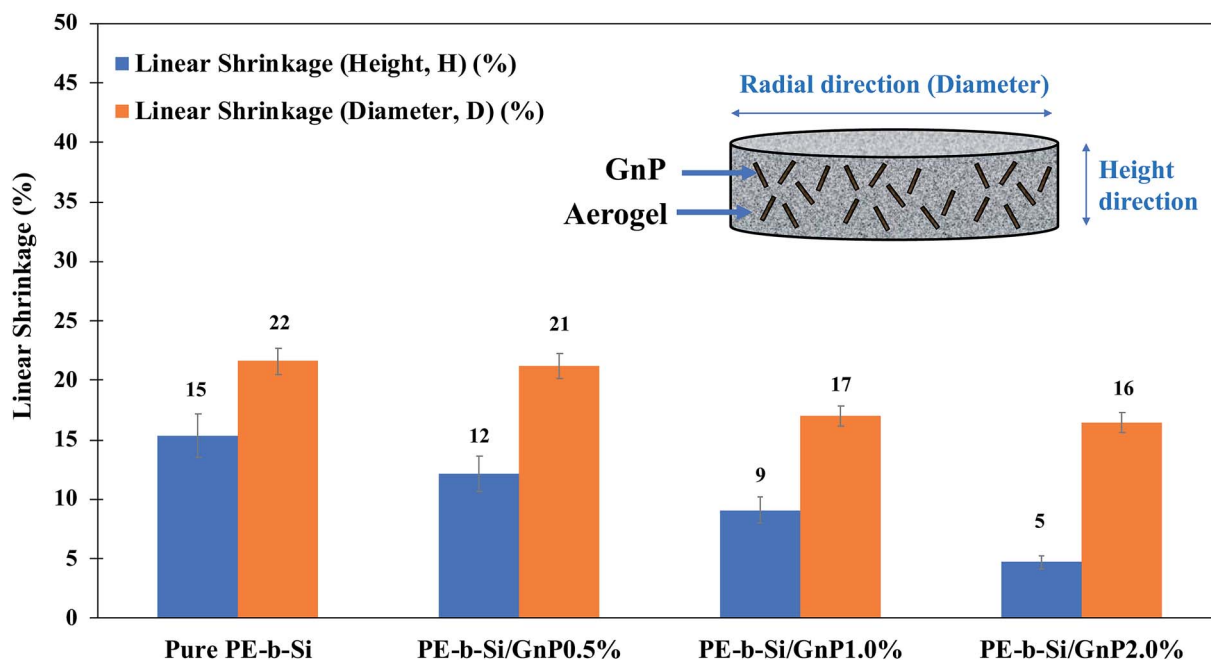 50
45
40
35
30
25
20
15
10
5
0
Linear Shrinkage (%)
Linear Shrinkage (Height, H) (%)
Linear Shrinkage (Diameter, D) (%)
Radial direction (Diameter)
GnP
Aerogel
Height
direction
15
22
12
21
9
17
5
16
Pure PE-b-Si
PE-b-Si/GnP0.5%
PE-b-Si/GnP1.0%
PE-b-Si/GnP2.0%